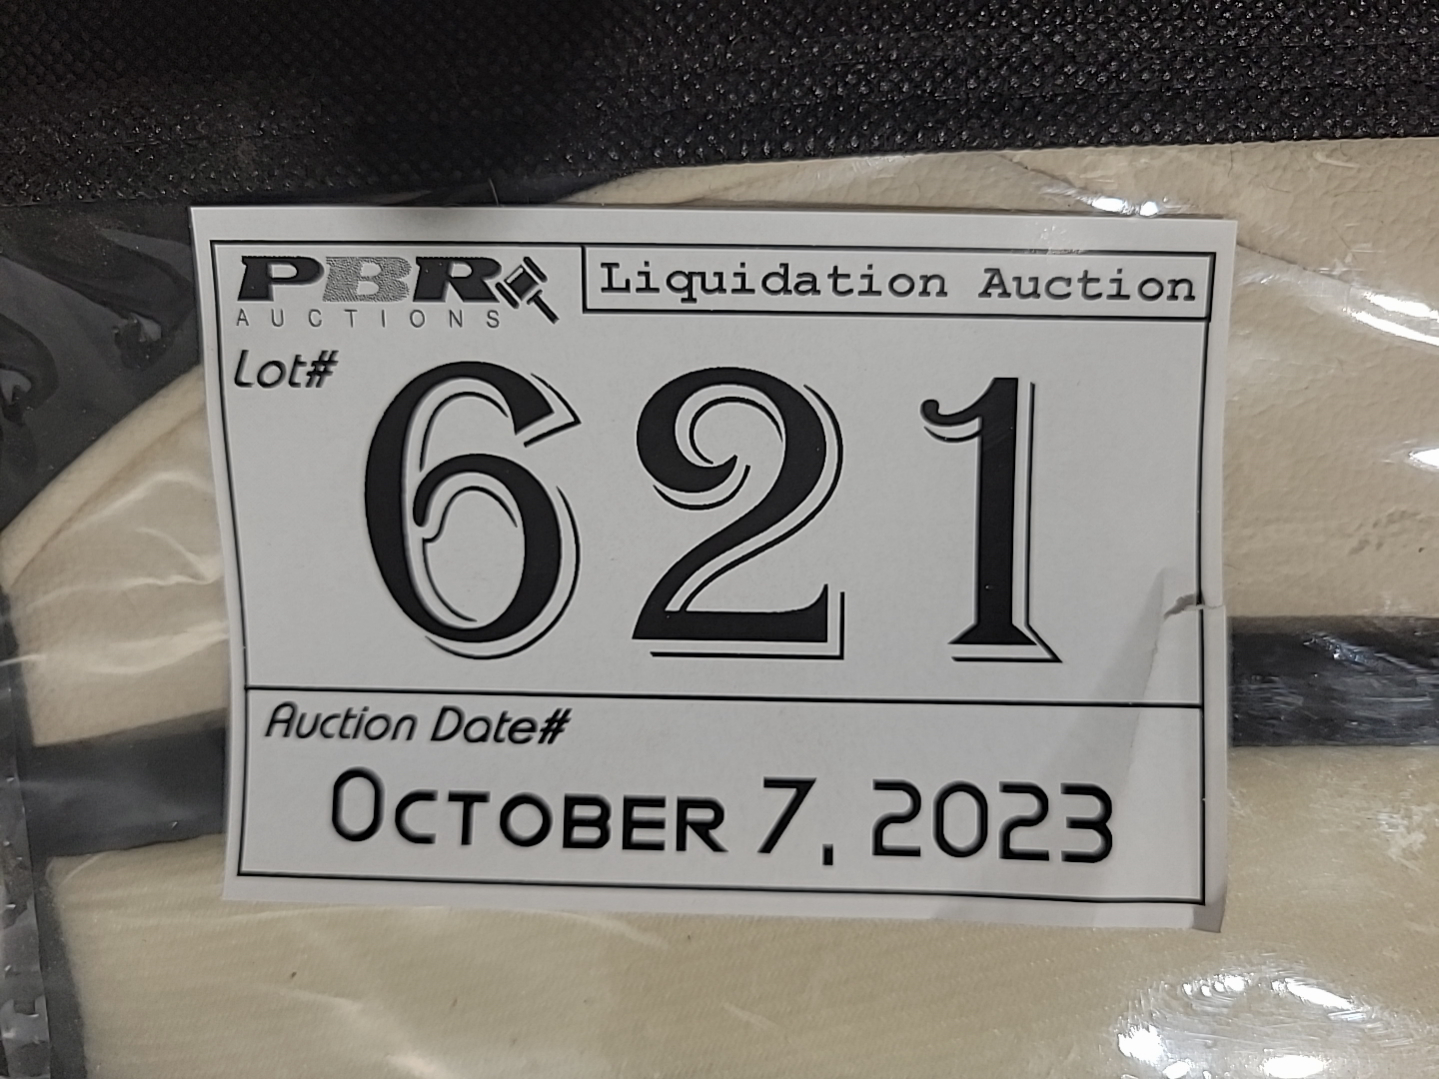 PBR
AUCTIONS
Liquidation Auction
Lot#
621
Auction Date#
October 7, 2023